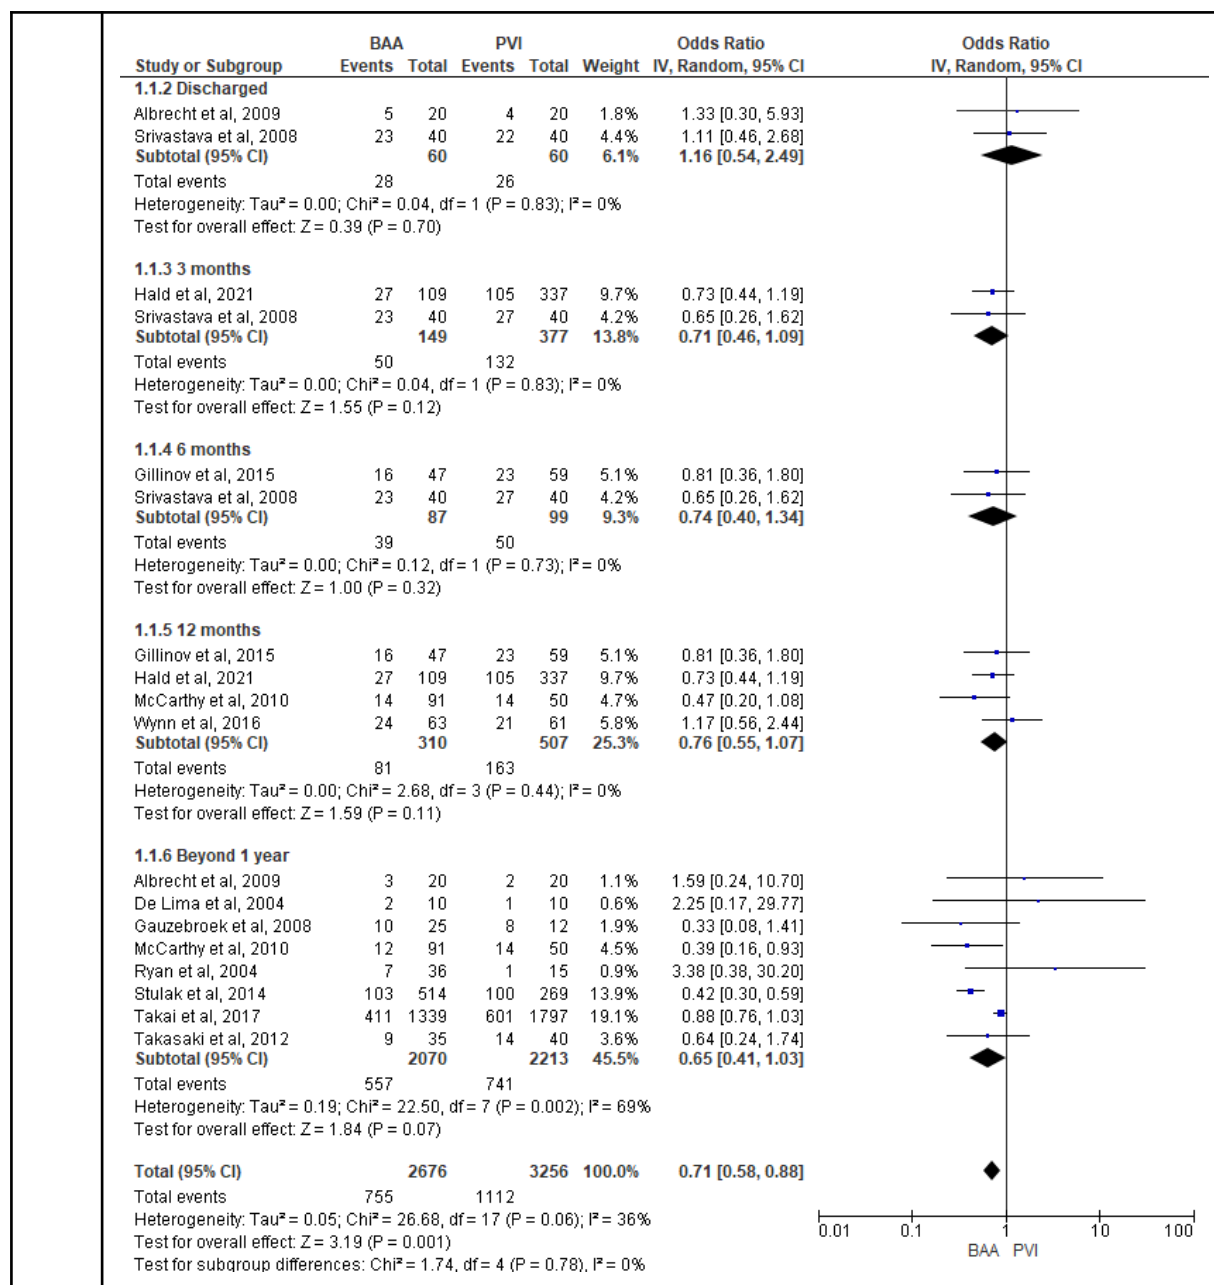 BAA PVI Odds Ratio Odds Ratio
Study or Subgroup Events Total Events Total Weight IV, Random, 95% CI IV, Random, 95% CI
1.1.2 Discharged
Albrecht et al, 2009 5 20 4 20 1.8% 1.33 [0.30, 5.93]
Srivastava et al, 2008 23 40 22 40 4.4% 1.11 [0.46, 2.68]
Subtotal (95% CI) 60 60 6.1% 1.16 [0.54, 2.49]
Total events 28 26
Heterogeneity: Tau² = 0.00; Chi² = 0.04, df = 1 (P = 0.83); I² = 0%
Test for overall effect: Z = 0.39 (P = 0.70)
1.1.3 3 months
Hald et al, 2021 27 109 105 337 9.7% 0.73 [0.44, 1.19]
Srivastava et al, 2008 23 40 27 40 4.2% 0.65 [0.26, 1.62]
Subtotal (95% CI) 149 377 13.8% 0.71 [0.46, 1.09]
Total events 50 132
Heterogeneity: Tau² = 0.00; Chi² = 0.04, df = 1 (P = 0.83); I² = 0%
Test for overall effect: Z = 1.55 (P = 0.12)
1.1.4 6 months
Gillinov et al, 2015 16 47 23 59 5.1% 0.81 [0.36, 1.80]
Srivastava et al, 2008 23 40 27 40 4.2% 0.65 [0.26, 1.62]
Subtotal (95% CI) 87 99 9.3% 0.74 [0.40, 1.34]
Total events 39 50
Heterogeneity: Tau² = 0.00; Chi² = 0.12, df = 1 (P = 0.73); I² = 0%
Test for overall effect: Z = 1.00 (P = 0.32)
1.1.5 12 months
Gillinov et al, 2015 16 47 23 59 5.1% 0.81 [0.36, 1.80]
Hald et al, 2021 27 109 105 337 9.7% 0.73 [0.44, 1.19]
McCarthy et al, 2010 14 91 14 50 4.7% 0.47 [0.20, 1.08]
Wynn et al, 2016 24 63 21 61 5.8% 1.17 [0.56, 2.44]
Subtotal (95% CI) 310 507 25.3% 0.76 [0.55, 1.07]
Total events 81 163
Heterogeneity: Tau² = 0.00; Chi² = 2.68, df = 3 (P = 0.44); I² = 0%
Test for overall effect: Z = 1.59 (P = 0.11)
1.1.6 Beyond 1 year
Albrecht et al, 2009 3 20 2 20 1.1% 1.59 [0.24, 10.70]
De Lima et al, 2004 2 10 1 10 0.6% 2.25 [0.17, 29.77]
Gauzebroek et al, 2008 10 25 8 12 1.9% 0.33 [0.08, 1.41]
McCarthy et al, 2010 12 91 14 50 4.5% 0.39 [0.16, 0.93]
Ryan et al, 2004 7 36 1 15 0.9% 3.38 [0.38, 30.20]
Stulak et al, 2014 103 514 100 269 13.9% 0.42 [0.30, 0.59]
Takai et al, 2017 411 1339 601 1797 19.1% 0.88 [0.76, 1.03]
Takasaki et al, 2012 9 35 14 40 3.6% 0.64 [0.24, 1.74]
Subtotal (95% CI) 2070 2213 45.5% 0.65 [0.41, 1.03]
Total events 557 741
Heterogeneity: Tau² = 0.19; Chi² = 22.50, df = 7 (P = 0.002); I² = 69%
Test for overall effect: Z = 1.84 (P = 0.07)
Total (95% CI) 2676 3256 100.0% 0.71 [0.58, 0.88]
Total events 755 1112
Heterogeneity: Tau² = 0.05; Chi² = 26.68, df = 17 (P = 0.06); I² = 36%
Test for overall effect: Z = 3.19 (P = 0.001)
Test for subgroup differences: Chi² = 1.74, df = 4 (P = 0.78), I² = 0%
0.01 0.1 1 10 100
BAA PVI